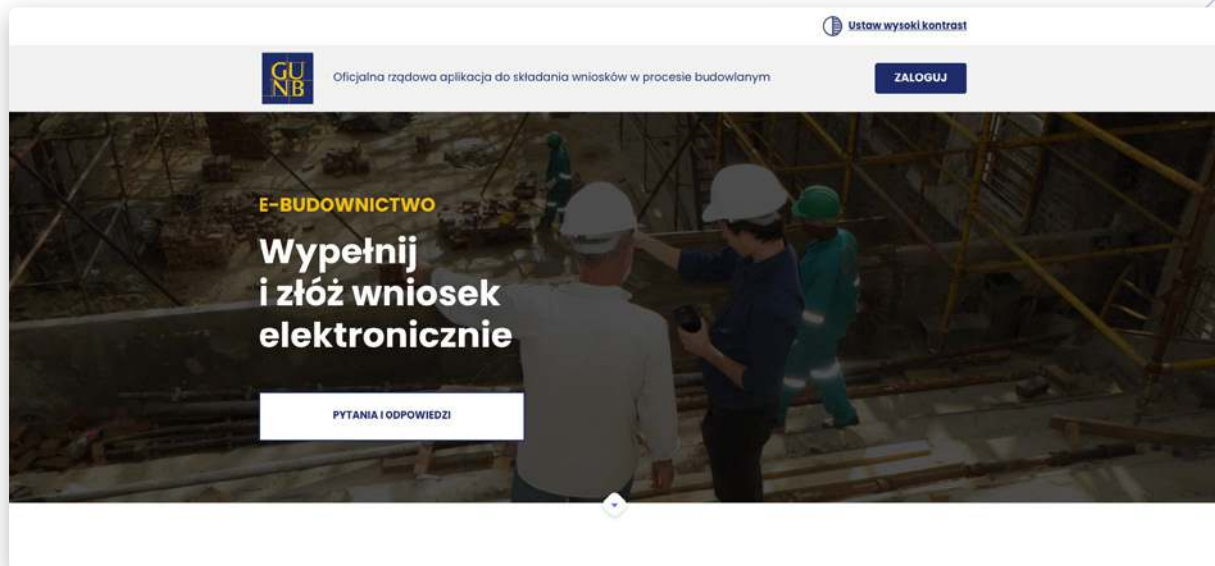 Ustaw wysoki kontrast
GU
NB
Oficjalna rządowa aplikacja do składania wniosków w procesie budowlanym
ZALOGUJ
E-BUDOWNICTWO
Wypełnij
i złóż wniosek
elektronicznie
PYTANIA I ODPOWIEDZI